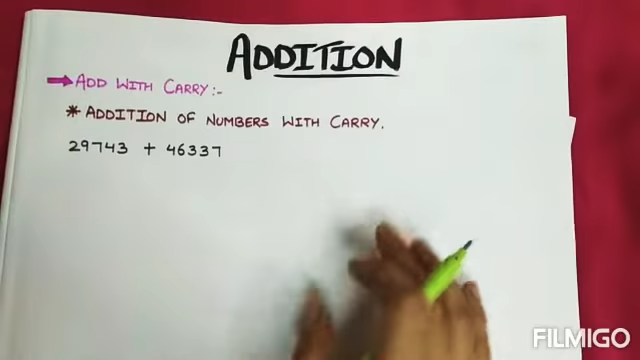 ADDITION
ADD WITH CARRY:-
* ADDITION OF NUMBERS WITH CARRY.
29743 + 46337
FILMIGO